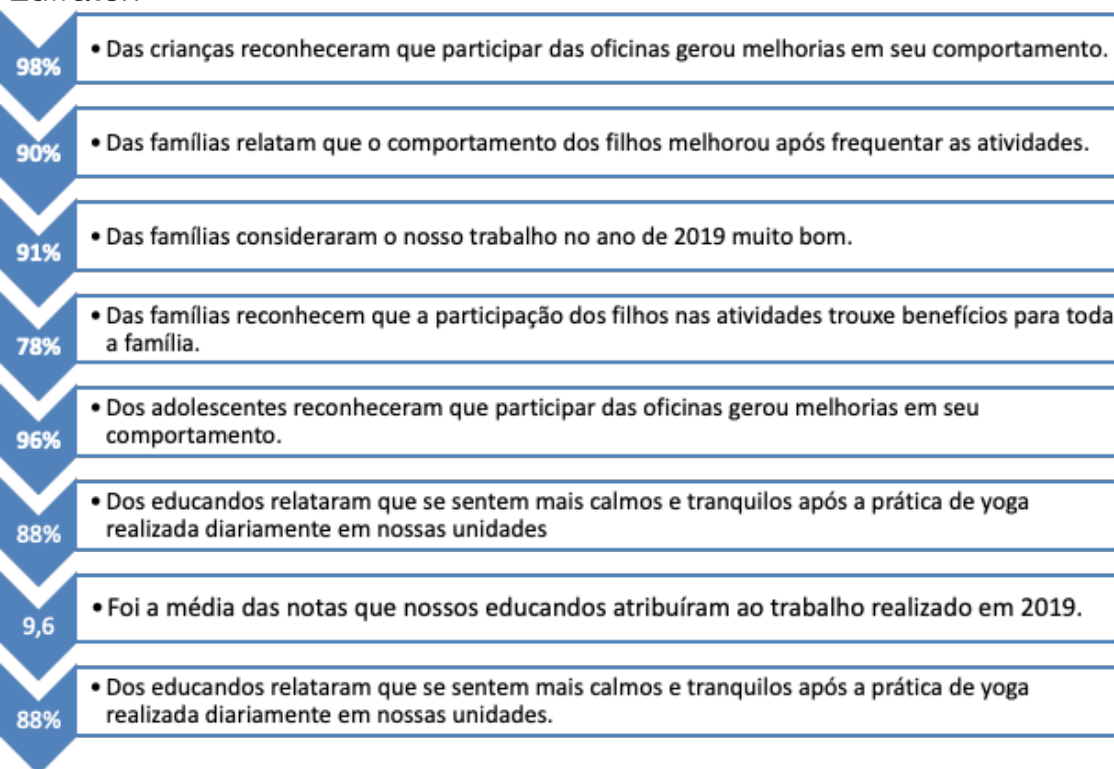 98%
• Das crianças reconheceram que participar das oficinas gerou melhorias em seu comportamento.
90%
• Das famílias relatam que o comportamento dos filhos melhorou após frequentar as atividades.
91%
• Das famílias consideraram o nosso trabalho no ano de 2019 muito bom.
78%
• Das famílias reconhecem que a participação dos filhos nas atividades trouxe benefícios para toda
a família.
96%
• Dos adolescentes reconheceram que participar das oficinas gerou melhorias em seu
comportamento.
88%
• Dos educandos relataram que se sentem mais calmos e tranquilos após a prática de yoga
realizada diariamente em nossas unidades
9,6
• Foi a média das notas que nossos educandos atribuíram ao trabalho realizado em 2019.
88%
• Dos educandos relataram que se sentem mais calmos e tranquilos após a prática de yoga
realizada diariamente em nossas unidades.